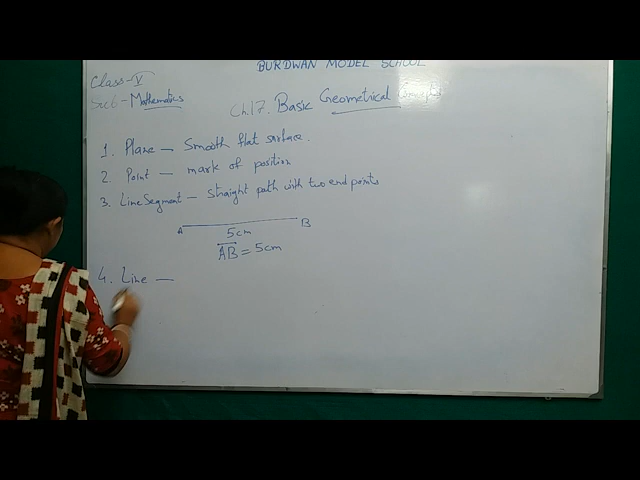 BURDWAN MODEL SCHOOL
Class-V
Sub-Mathematics
Ch.17. Basic Geometrical
1. Plane — Smooth flat surface.
2. Point — mark of position
3. Line Segment — straight path with two end points
A B
5cm
AB = 5cm
4. Line —